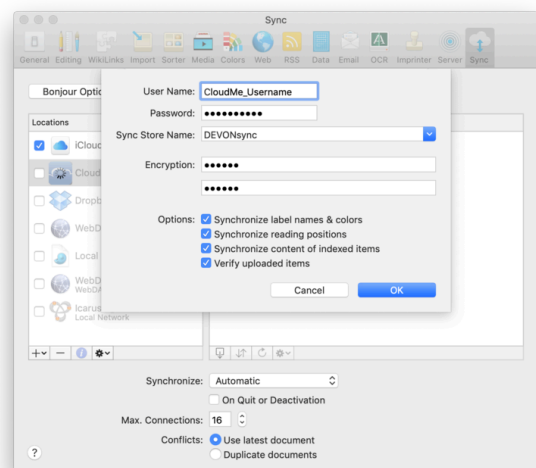 Sync
General Editing WikiLinks Import Sorter Media Colors Web RSS Data Email OCR Imprinter Server Sync
Bonjour Optio
Locations
User Name: CloudMe_Username
Password: ••••••••••
Sync Store Name: DEVONsync
Encryption: ••••••
••••••
Options: Synchronize label names & colors
Synchronize reading positions
Synchronize content of indexed items
Verify uploaded items
Cancel OK
iCloud
Cloud
Dropb
WebD
Local
WebD
WebDA
Icarus
Local Network
Synchronize: Automatic
On Quit or Deactivation
Max. Connections: 16
Conflicts: Use latest document
Duplicate documents
?